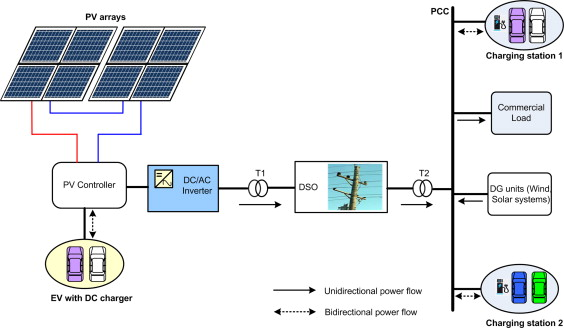 PV arrays
PCC
Charging station 1
Commercial
Load
T1
T2
DC/AC
Inverter
DSO
PV Controller
DG units (Wind,
Solar systems)
EV with DC charger
Unidirectional power flow
Bidirectional power flow
Charging station 2